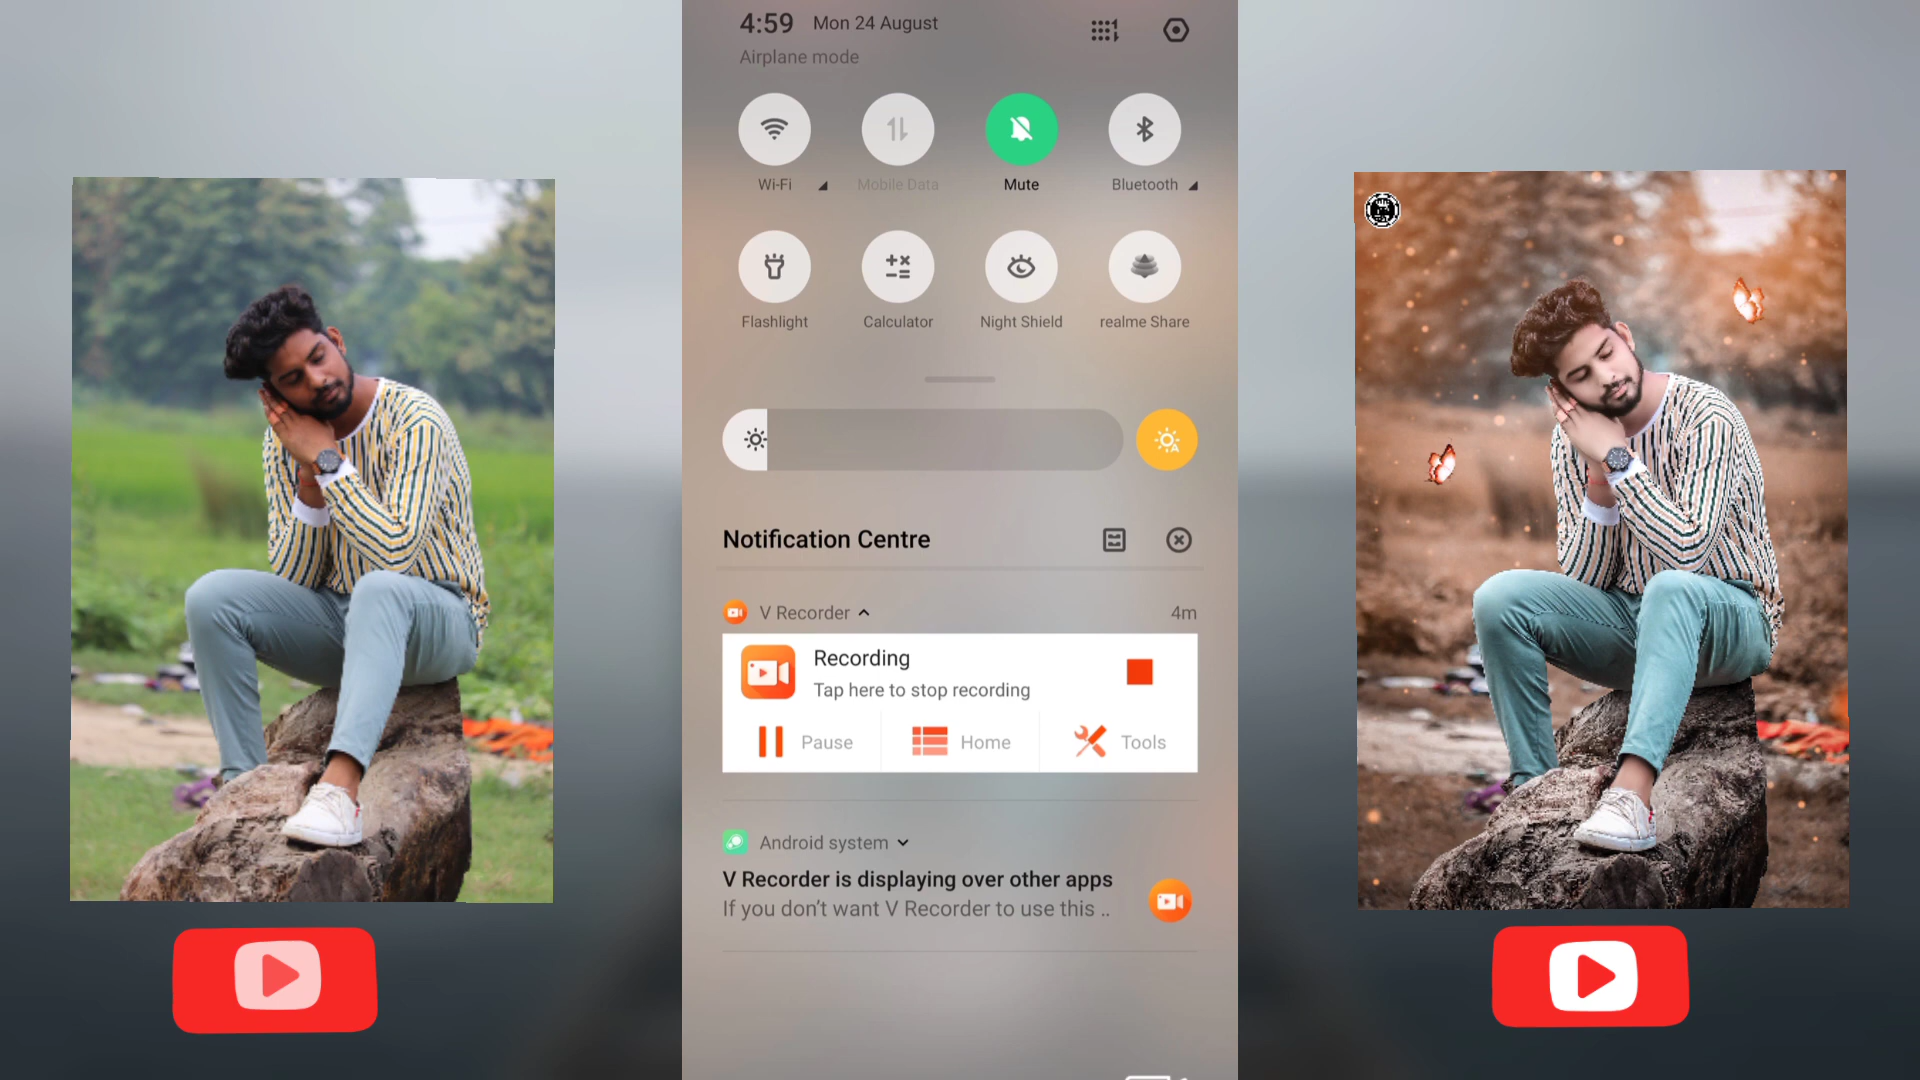 4:59 Mon 24 August
Airplane mode
Wi-Fi
Mobile Data
Mute
Bluetooth
Flashlight
Calculator
Night Shield
realme Share
Notification Centre
V Recorder
4m
Recording
Tap here to stop recording
Pause
Home
Tools
Android system
V Recorder is displaying over other apps
If you don’t want V Recorder to use this ..